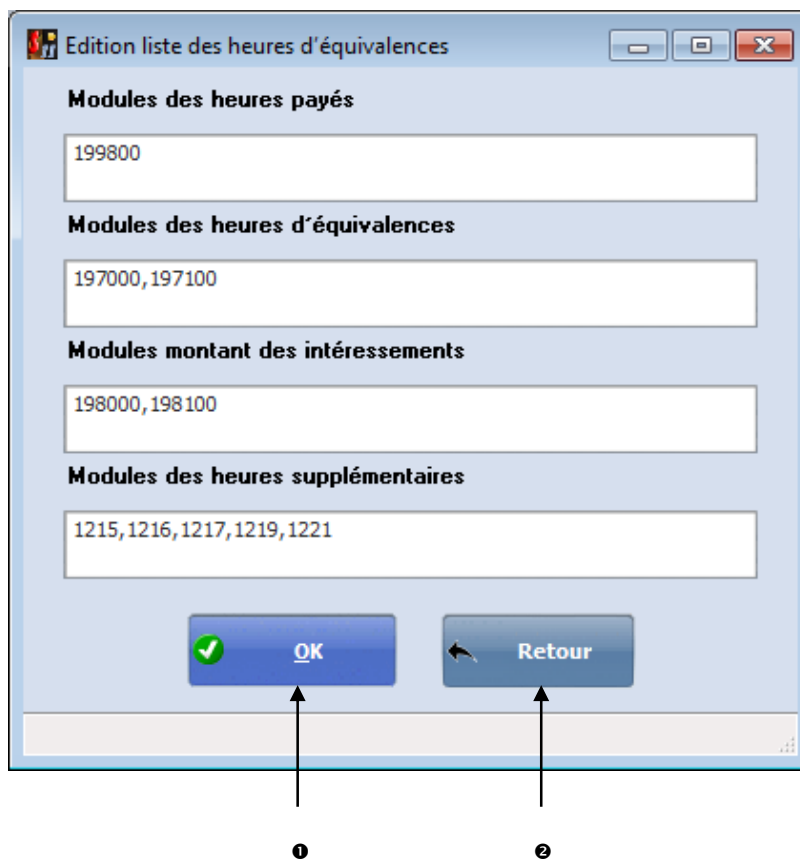 Edition liste des heures d'équivalences
Modules des heures payés
199800
Modules des heures d´équivalences
197000,197100
Modules montant des intéressements
198000,198100
Modules des heures supplémentaires
1215,1216,1217,1219,1221
OK Retour
❶ ❷